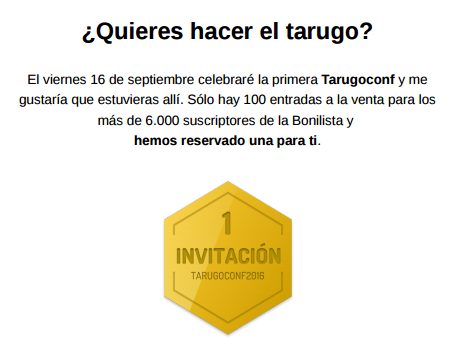 ¿Quieres hacer el tarugo?
El viernes 16 de septiembre celebraré la primera Tarugoconf y me
gustaría que estuvieras allí. Sólo hay 100 entradas a la venta para los
más de 6.000 suscriptores de la Bonilista y
hemos reservado una para ti.
1
INVITACIÓN
TARUGOCONF2016